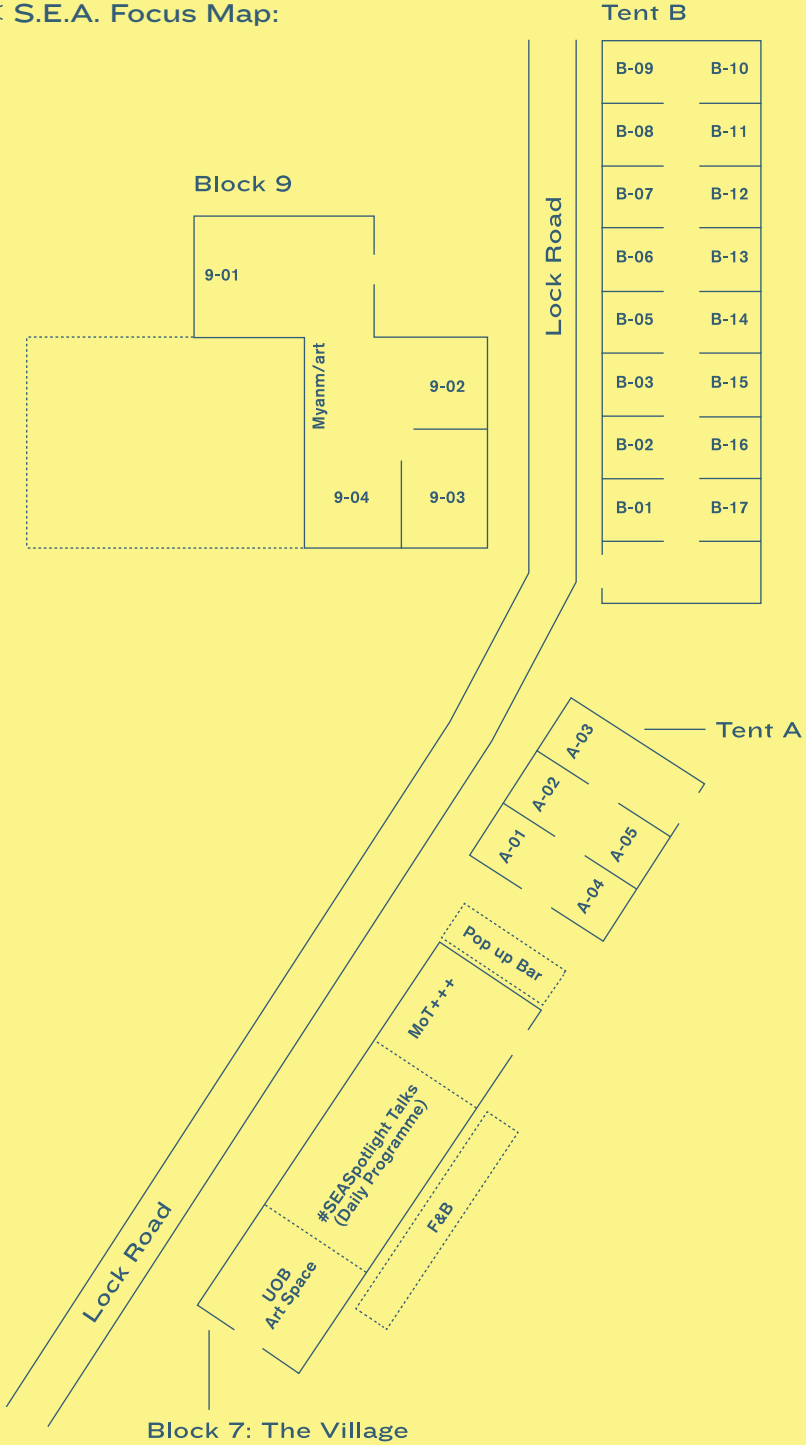 S.E.A. Focus Map:
Tent B
B-09
B-10
B-08
B-11
B-07
B-12
B-06
B-13
B-05
B-14
B-03
B-15
B-02
B-16
B-01
B-17
Lock Road
Block 9
9-01
Myanm/art
9-02
9-04
9-03
Tent A
A-03
A-02
A-01
A-05
A-04
Pop up Bar
MoT+++
#SEASpotlight Talks
(Daily Programme)
F&B
UOB
Art Space
Lock Road
Block 7: The Village